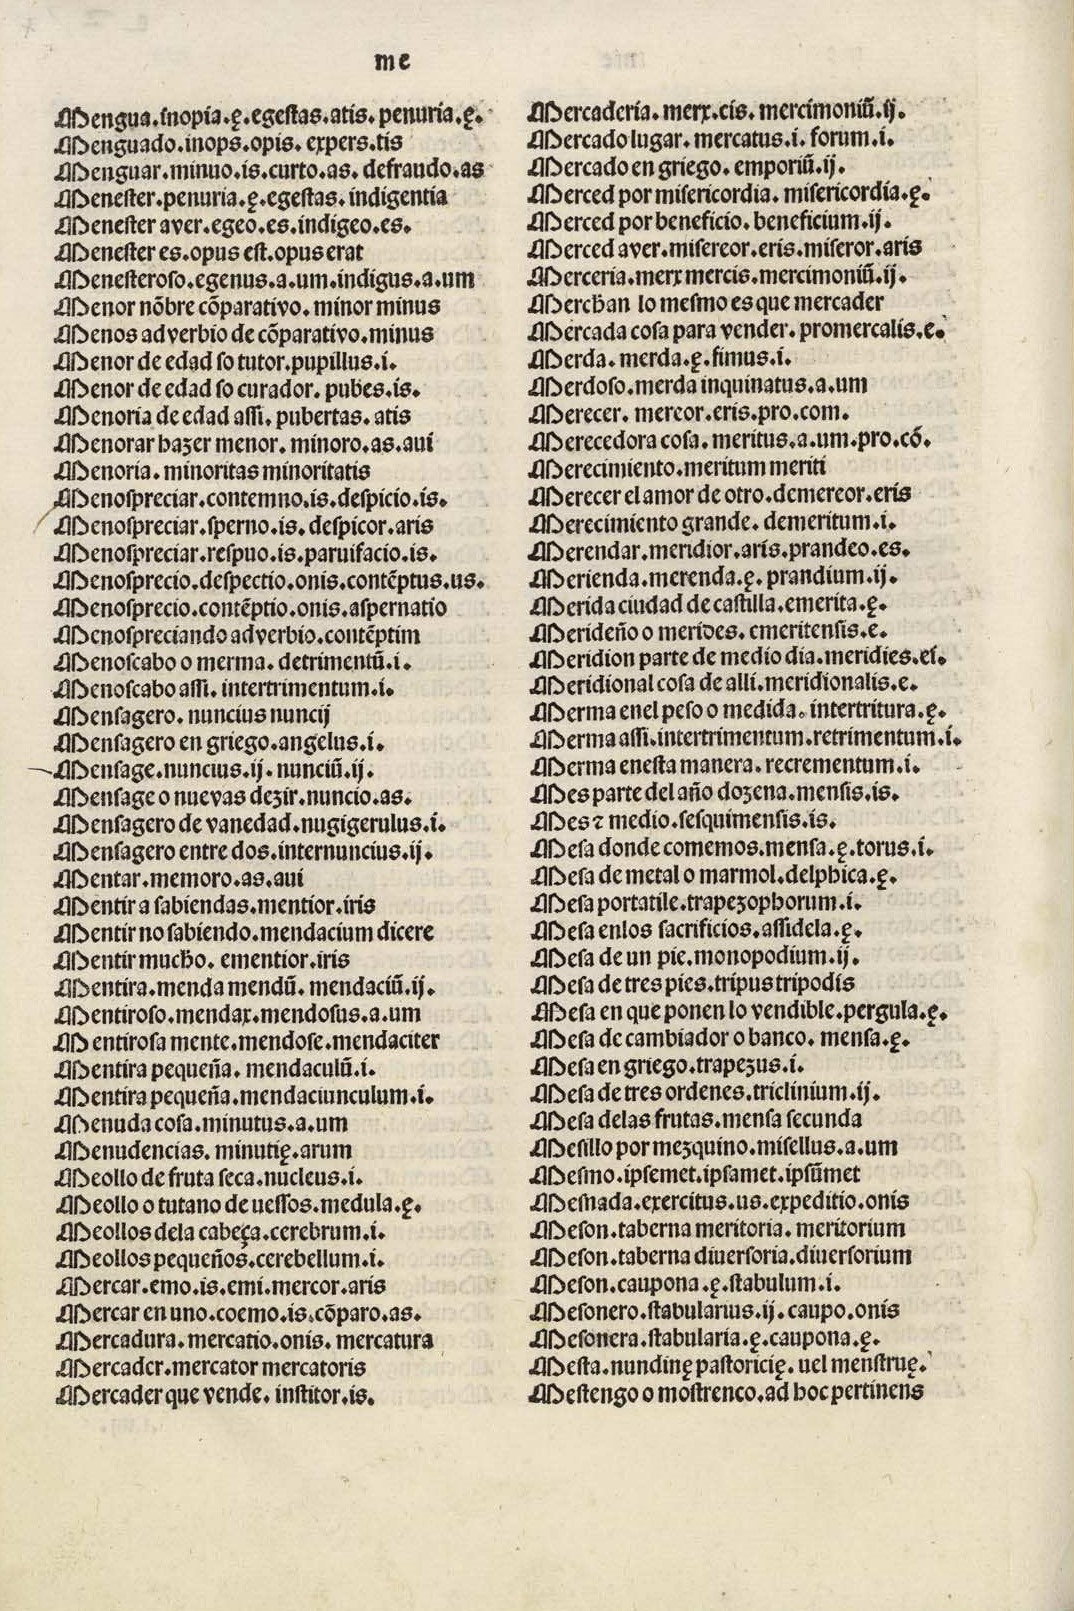 me
Mengua.inopia.ę.egestas.atis.penuria.ę.
Menguado.inops.opis.expers.tis
Menguar.minuo.is.curto.as.defraudo.as
Menester.penuria.ę.egestas.indigentia
Menester aver.egeo.es.indigeo.es.
Menester es.opus est.opus erat
Menesteroso.egenus.a.um.indigus.a.um
Menor nõbre cõparativo.minor minus
Menos adverbio de cõparativo.minus
Menor de edad so tutor.pupillus.i.
Menor de edad so curador.pubes.is.
Menoria de edad assi.pubertas.atis
Menorar hazer menor.minoro.as.aui
Menoria.minoritas minoritatis
Menospreciar.contemno.is.despicio.is.
Menospreciar.sperno.is.despicor.aris
Menospreciar.respuo.is.paruifacio.is.
Menosprecio.despectio.onis.contẽptus.us.
Menosprecio.contẽptio.onis.aspernatio
Menospreciando adverbio.contẽptim
Menoscabo o merma.detrimentũ.i.
Menoscabo assi.intertrimentum.i.
Mensagero.nuncius nuncij
Mensagero en griego.angelus.i.
Mensage.nuncius.ij.nunciũ.ij.
Mensage o nuevas dezir.nuncio.as.
Mensagero de vanedad.nugigerulus.i.
Mensagero entre dos.internuncius.ij.
Mentar.memoro.as.aui
Mentir a sabiendas.mentior.iris
Mentir no sabiendo.mendacium dicere
Mentir mucho.ementior.iris
Mentira.menda mendũ.mendaciũ.ij.
Mentiroso.mendax.mendosus.a.um
Mentirosa mente.mendose.mendaciter
Mentira pequeña.mendaculũ.i.
Mentira pequeña.mendaciunculum.i.
Menuda cosa.minutus.a.um
Menudencias.minutię.arum
Meollo de fruta seca.nucleus.i.
Meollo o tutano de uessos.medula.ę.
Meollos dela cabeça.cerebrum.i.
Meollos pequeños.cerebellum.i.
Mercar.emo.is.emi.mercor.aris
Mercar en uno.coemo.is.cõparo.as.
Mercadura.mercatio.onis.mercatura
Mercader.mercator mercatoris
Mercader que vende.institor.is.
Mercaderia.merx.cis.mercimoniũ.ij.
Mercado lugar.mercatus.i.forum.i.
Mercado en griego.emporiũ.ij.
Merced por misericordia.misericordia.ę.
Merced por beneficio.beneficium.ij.
Merced aver.misereor.eris.miseror.aris
Merceria.merx mercis.mercimoniũ.ij.
Merchan lo mesmo es que mercader
Mercada cosa para vender.promercalis.e.
Merda.merda.ę.fimus.i.
Merdoso.merda inquinatus.a.um
Merecer.mereor.eris.pro.com.
Merecedora cosa.meritus.a.um.pro.cõ.
Merecimiento.meritum meriti
Merecer el amor de otro.demereor.eris
Merecimiento grande.demeritum.i.
Merendar.meridior.aris.prandeo.es.
Merienda.merenda.ę.prandium.ij.
Merida ciudad de castilla.emerita.ę.
Merideño o merides.emeritensis.e.
Meridion parte de medio dia.meridies.ei.
Meridional cosa de alli.meridionalis.e.
Merma enel peso o medida.intertritura.ę.
Merma assi.intertrimentum.retrimentum.i.
Merma enesta manera.recrementum.i.
Mes parte del año dozena.mensis.is.
Mes ⁊ medio.sesquimensis.is.
Mesa donde comemos.mensa.ę.torus.i.
Mesa de metal o marmol.delphica.ę.
Mesa portatile.trapezophorum.i.
Mesa enlos sacrificios.assidela.ę.
Mesa de un pie.monopodium.ij.
Mesa de tres pies.tripus tripodis
Mesa en que ponen lo vendible.pergula.ę.
Mesa de cambiador o banco.mensa.ę.
Mesa en griego.trapezus.i.
Mesa de tres ordenes.triclinium.ij.
Mesa delas frutas.mensa secunda
Mesillo por mezquino.misellus.a.um
Mesmo.ipsemet.ipsamet.ipsũmet
Mesnada.exercitus.us.expeditio.onis
Meson.taberna meritoria.meritorium
Meson.taberna diuersoria.diuersorium
Meson.caupona.ę.stabulum.i.
Mesonero.stabularius.ij.caupo.onis
Mesonera.stabularia.ę.caupona.ę.
Mesta.nundinę pastoricię.uel menstruę.
Mestengo o mostrenco.ad hoc pertinens